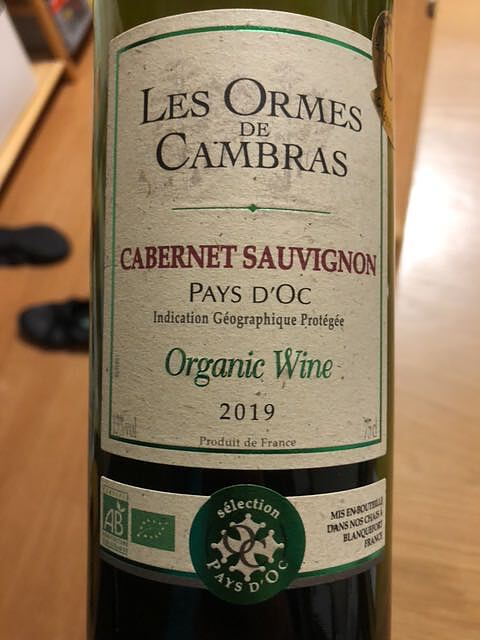 LES ORMES
DE
CAMBRAS
CABERNET SAUVIGNON
PAYS D'OC
Indication Géographique Protégée
Organic Wine
2019
Produit de France
75cl
AB
sélection
PAYS D'OC
MIS EN BOUTEILLE
DANS NOS CHAIS À
BLANQUEFORT
FRANCE